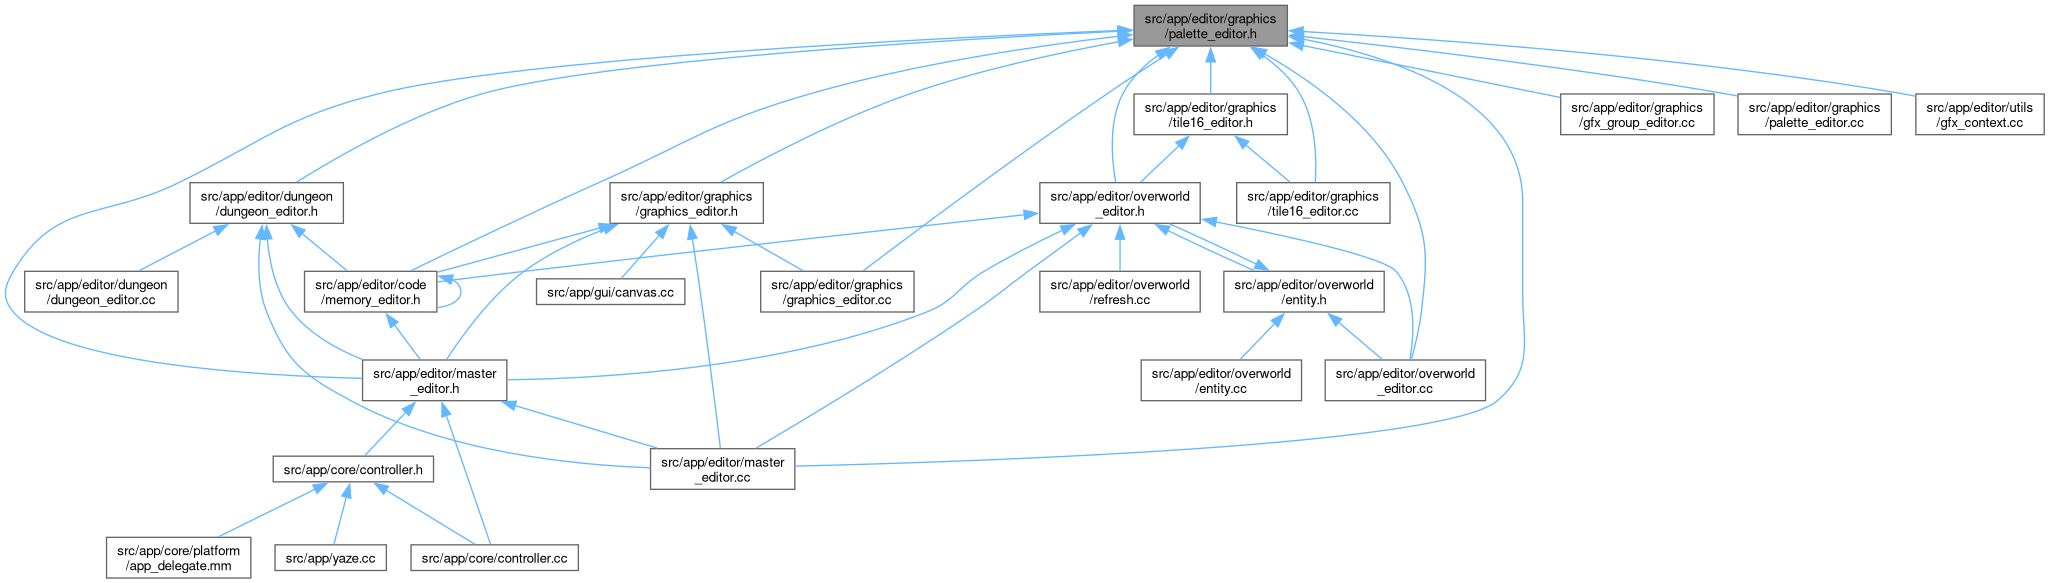 src/app/editor/graphics
/palette_editor.h
src/app/editor/graphics
/tile16_editor.h
src/app/editor/graphics
/gfx_group_editor.cc
src/app/editor/graphics
/palette_editor.cc
src/app/editor/utils
/gfx_context.cc
src/app/editor/dungeon
/dungeon_editor.h
src/app/editor/graphics
/graphics_editor.h
src/app/editor/overworld
_editor.h
src/app/editor/graphics
/tile16_editor.cc
src/app/editor/dungeon
/dungeon_editor.cc
src/app/editor/code
/memory_editor.h
src/app/gui/canvas.cc
src/app/editor/graphics
/graphics_editor.cc
src/app/editor/overworld
/refresh.cc
src/app/editor/overworld
/entity.h
src/app/editor/master
_editor.h
src/app/editor/overworld
/entity.cc
src/app/editor/overworld
_editor.cc
src/app/core/controller.h
src/app/editor/master
_editor.cc
src/app/core/platform
/app_delegate.mm
src/app/yaze.cc
src/app/core/controller.cc